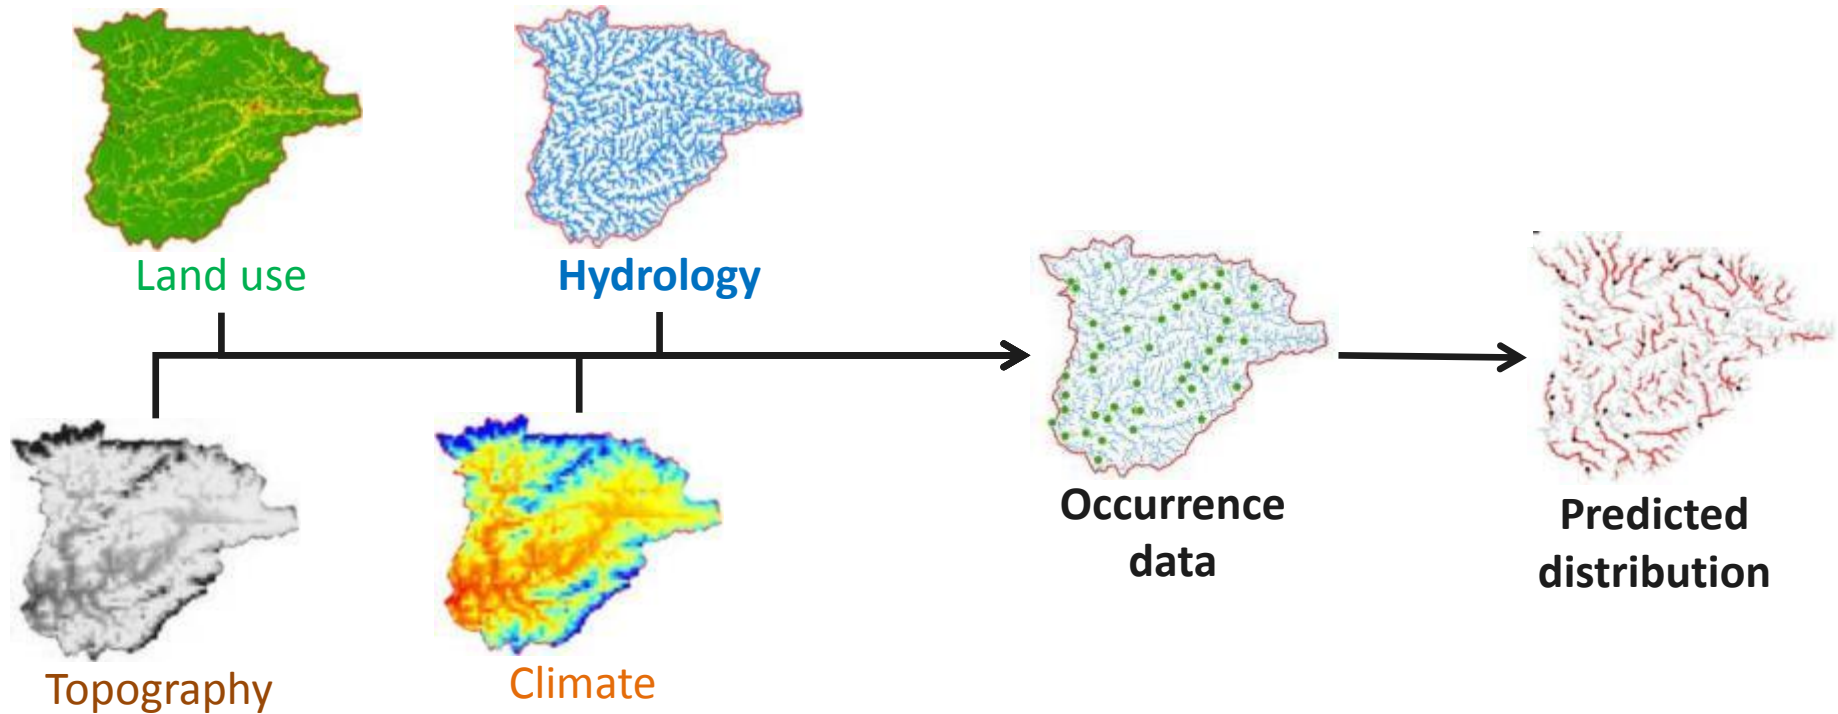 Land use
Hydrology
Topography
Climate
Occurrence
data
Predicted
distribution